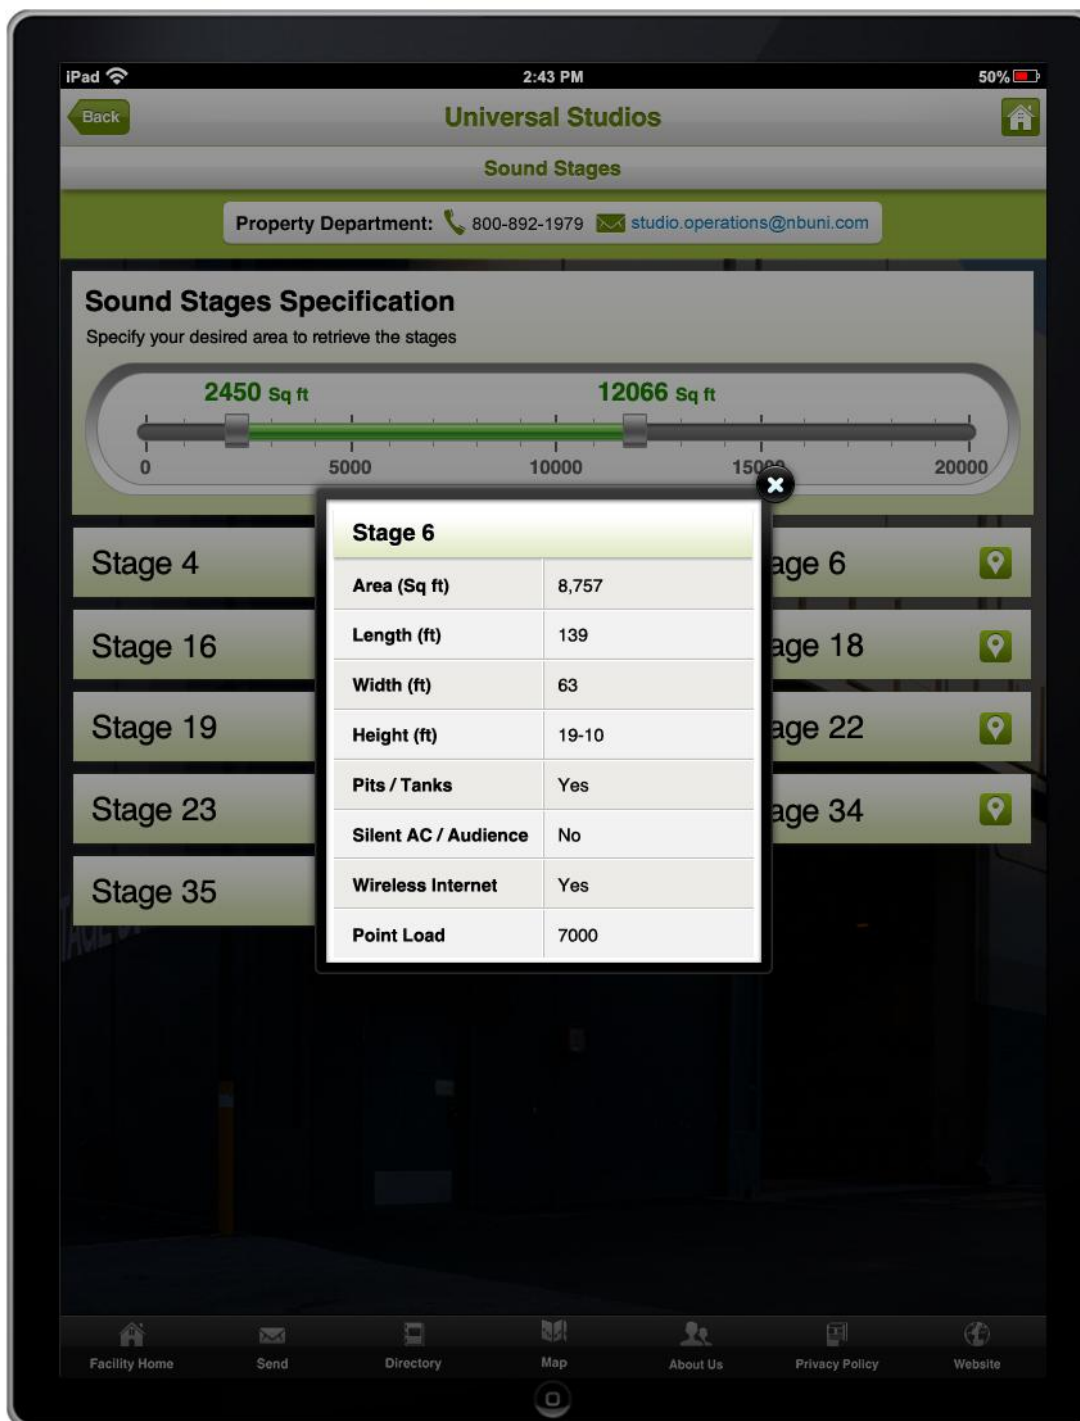 iPad 2:43 PM 50%
Back Universal Studios
Sound Stages
Property Department: 800-892-1979 studio.operations@nbuni.com
Sound Stages Specification
Specify your desired area to retrieve the stages
2450 Sq ft 12066 Sq ft
0 5000 10000 20000
Stage 4 age 6
Stage 16 age 18
Stage 19 age 22
Stage 23 age 34
Stage 35
Stage 6
Area (Sq ft) 8,757
Length (ft) 139
Width (ft) 63
Height (ft) 19-10
Pits / Tanks Yes
Silent AC / Audience No
Wireless Internet Yes
Point Load 7000
Facility Home Send Directory Map About Us Privacy Policy Website